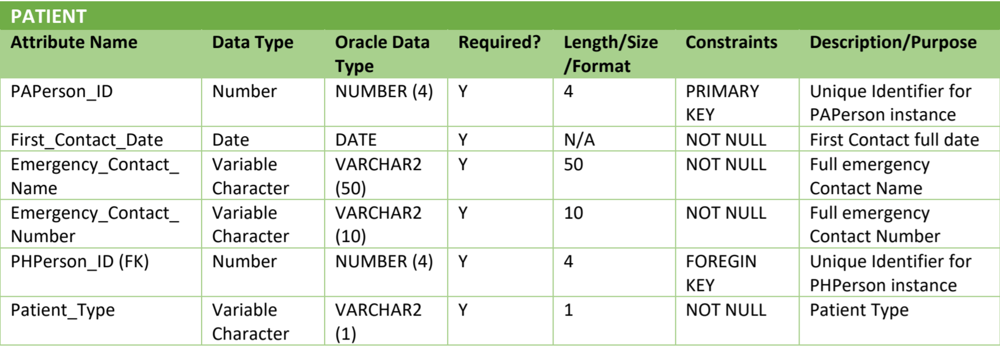 PATIENT
Attribute Name Data Type Oracle Data Type Required? Length/Size /Format Constraints Description/Purpose
PAPerson_ID Number NUMBER (4) Y 4 PRIMARY KEY Unique Identifier for PAPerson instance
First_Contact_Date Date DATE Y N/A NOT NULL First Contact full date
Emergency_Contact_ Name Variable Character VARCHAR2 (50) Y 50 NOT NULL Full emergency Contact Name
Emergency_Contact_ Number Variable Character VARCHAR2 (10) Y 10 NOT NULL Full emergency Contact Number
PHPerson_ID (FK) Number NUMBER (4) Y 4 FOREGIN KEY Unique Identifier for PHPerson instance
Patient_Type Variable Character VARCHAR2 (1) Y 1 NOT NULL Patient Type